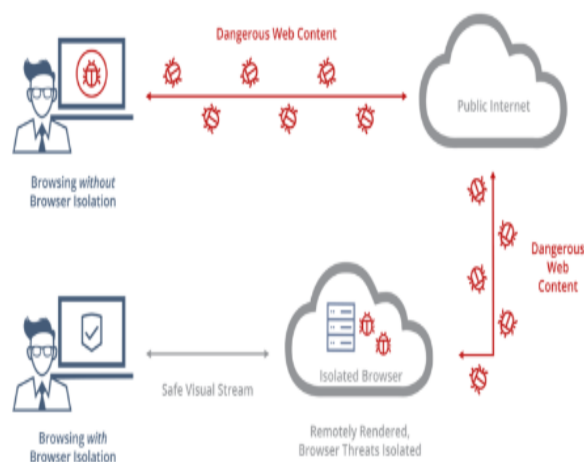 Dangerous Web Content
Public Internet
Browsing without
Browser Isolation
Dangerous
Web
Content
Isolated Browser
Safe Visual Stream
Remotely Rendered,
Browser Threats Isolated
Browsing with
Browser Isolation